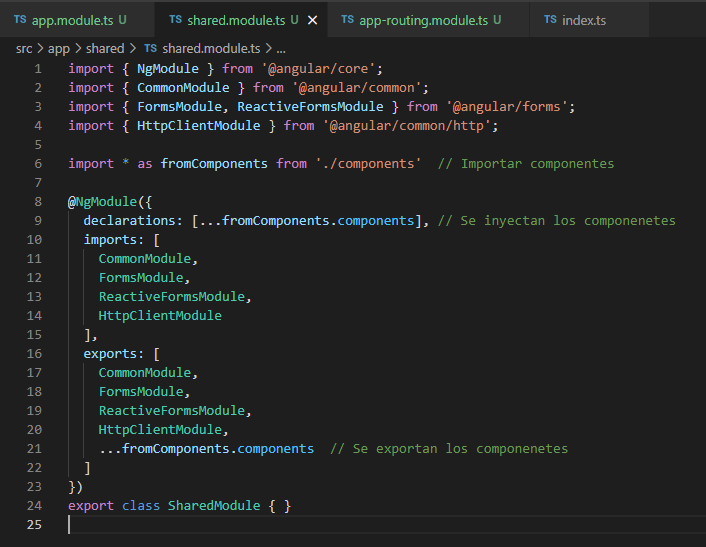 TS app.module.ts U TS shared.module.ts U × TS app-routing.module.ts U TS index.ts
src > app > shared > TS shared.module.ts > ...
1 import { NgModule } from '@angular/core';
2 import { CommonModule } from '@angular/common';
3 import { FormsModule, ReactiveFormsModule } from '@angular/forms';
4 import { HttpClientModule } from '@angular/common/http';
5
6 import * as fromComponents from './components'  // Importar componentes
7
8 @NgModule({
9   declarations: [...fromComponents.components], // Se inyectan los componenetes
10   imports: [
11     CommonModule,
12     FormsModule,
13     ReactiveFormsModule,
14     HttpClientModule
15   ],
16   exports: [
17     CommonModule,
18     FormsModule,
19     ReactiveFormsModule,
20     HttpClientModule,
21     ...fromComponents.components  // Se exportan los componenetes
22   ]
23 })
24 export class SharedModule { }
25